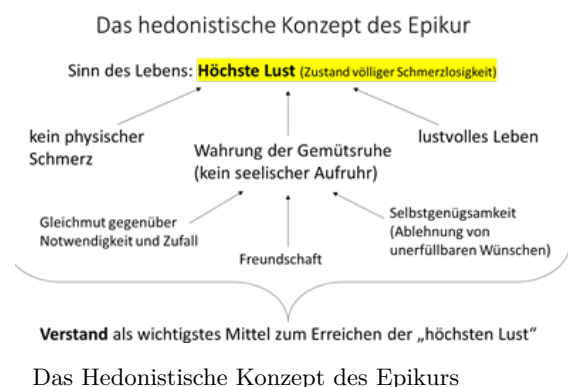 Das hedonistische Konzept des Epikur
Sinn des Lebens: Höchste Lust (Zustand völliger Schmerzlosigkeit)
kein physischer
Schmerz
Wahrung der Gemütsruhe
(kein seelischer Aufruhr)
lustvolles Leben
Gleichmut gegenüber
Notwendigkeit und Zufall
Freundschaft
Selbstgenügsamkeit
(Ablehnung von
unerfüllbaren Wünschen)
Verstand als wichtigstes Mittel zum Erreichen der „höchsten Lust“
Das Hedonistische Konzept des Epikurs